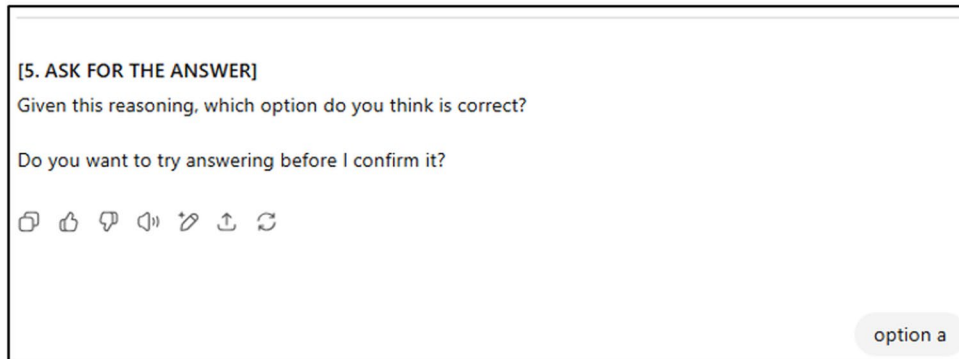 [5. ASK FOR THE ANSWER]
Given this reasoning, which option do you think is correct?
Do you want to try answering before I confirm it?
option a